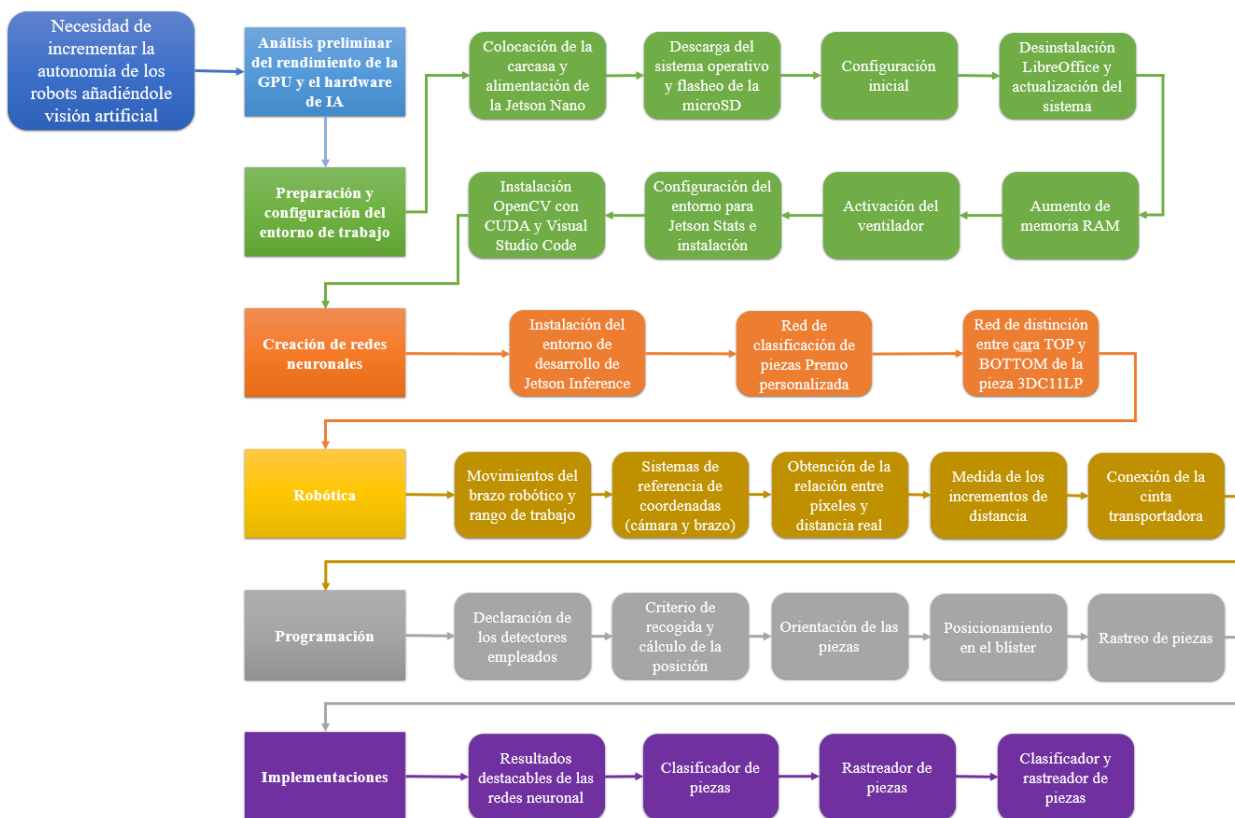 Necesidad de
incrementar la
autonomía de los
robots añadiéndole
visión artificial
Análisis preliminar
del rendimiento de la
GPU y el hardware
de IA
Colocación de la
carcasa y
alimentación de la
Jetson Nano
Descarga del
sistema operativo
y flasheo de la
microSD
Configuración
inicial
Desinstalación
LibreOffice y
actualización del
sistema
Preparación y
configuración del
entorno de trabajo
Instalación
OpenCV con
CUDA y Visual
Studio Code
Configuración del
entorno para
Jetson Stats e
instalación
Activación del
ventilador
Aumento de
memoria RAM
Creación de redes
neuronales
Instalación del
entorno de
desarrollo de
Jetson Inference
Red de
clasificación de
piezas Premo
personalizada
Red de distinción
entre cara TOP y
BOTTOM de la
pieza 3DC11LP
Robótica
Movimientos del
brazo robótico y
rango de trabajo
Sistemas de
referencia de
coordenadas
(cámara y brazo)
Obtención de la
relación entre
píxeles y
distancia real
Medida de los
incrementos de
distancia
Conexión de la
cinta
transportadora
Programación
Declaración de
los detectores
empleados
Criterio de
recogida y
cálculo de la
posición
Orientación de las
piezas
Posicionamiento
en el blíster
Rastreo de piezas
Implementaciones
Resultados
destacables de las
redes neuronal
Clasificador de
piezas
Rastreador de
piezas
Clasificador y
rastreador de
piezas